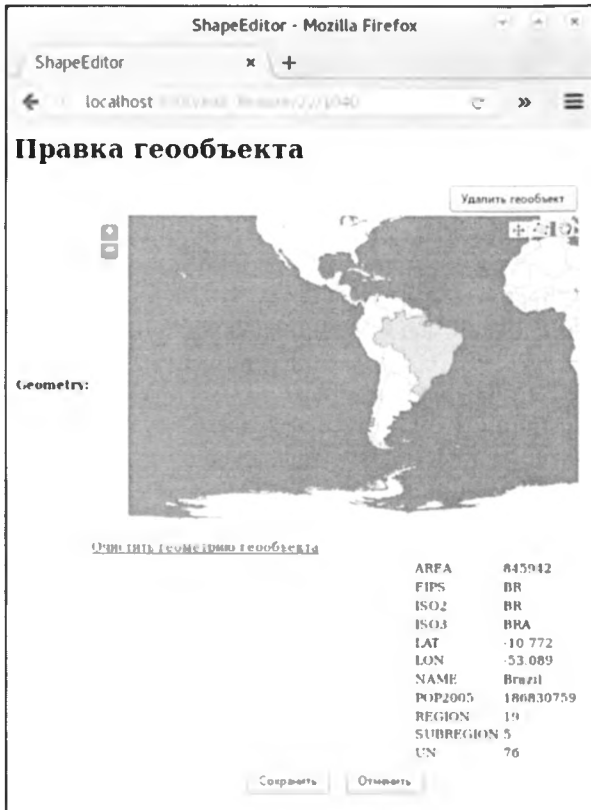 ShapeEditor - Mozilla Firefox
ShapeEditor × +
localhost
Правка геообъекта
Удалить геообъект
Geometry:
Очистить геометрию геообъекта
AREA 845942
FIPS BR
ISO2 BR
ISO3 BRA
LAT -10.772
LON -53.089
NAME Brazil
POP2005 186830759
REGION 19
SUBREGION 5
UN 76
Сохранить Отменить